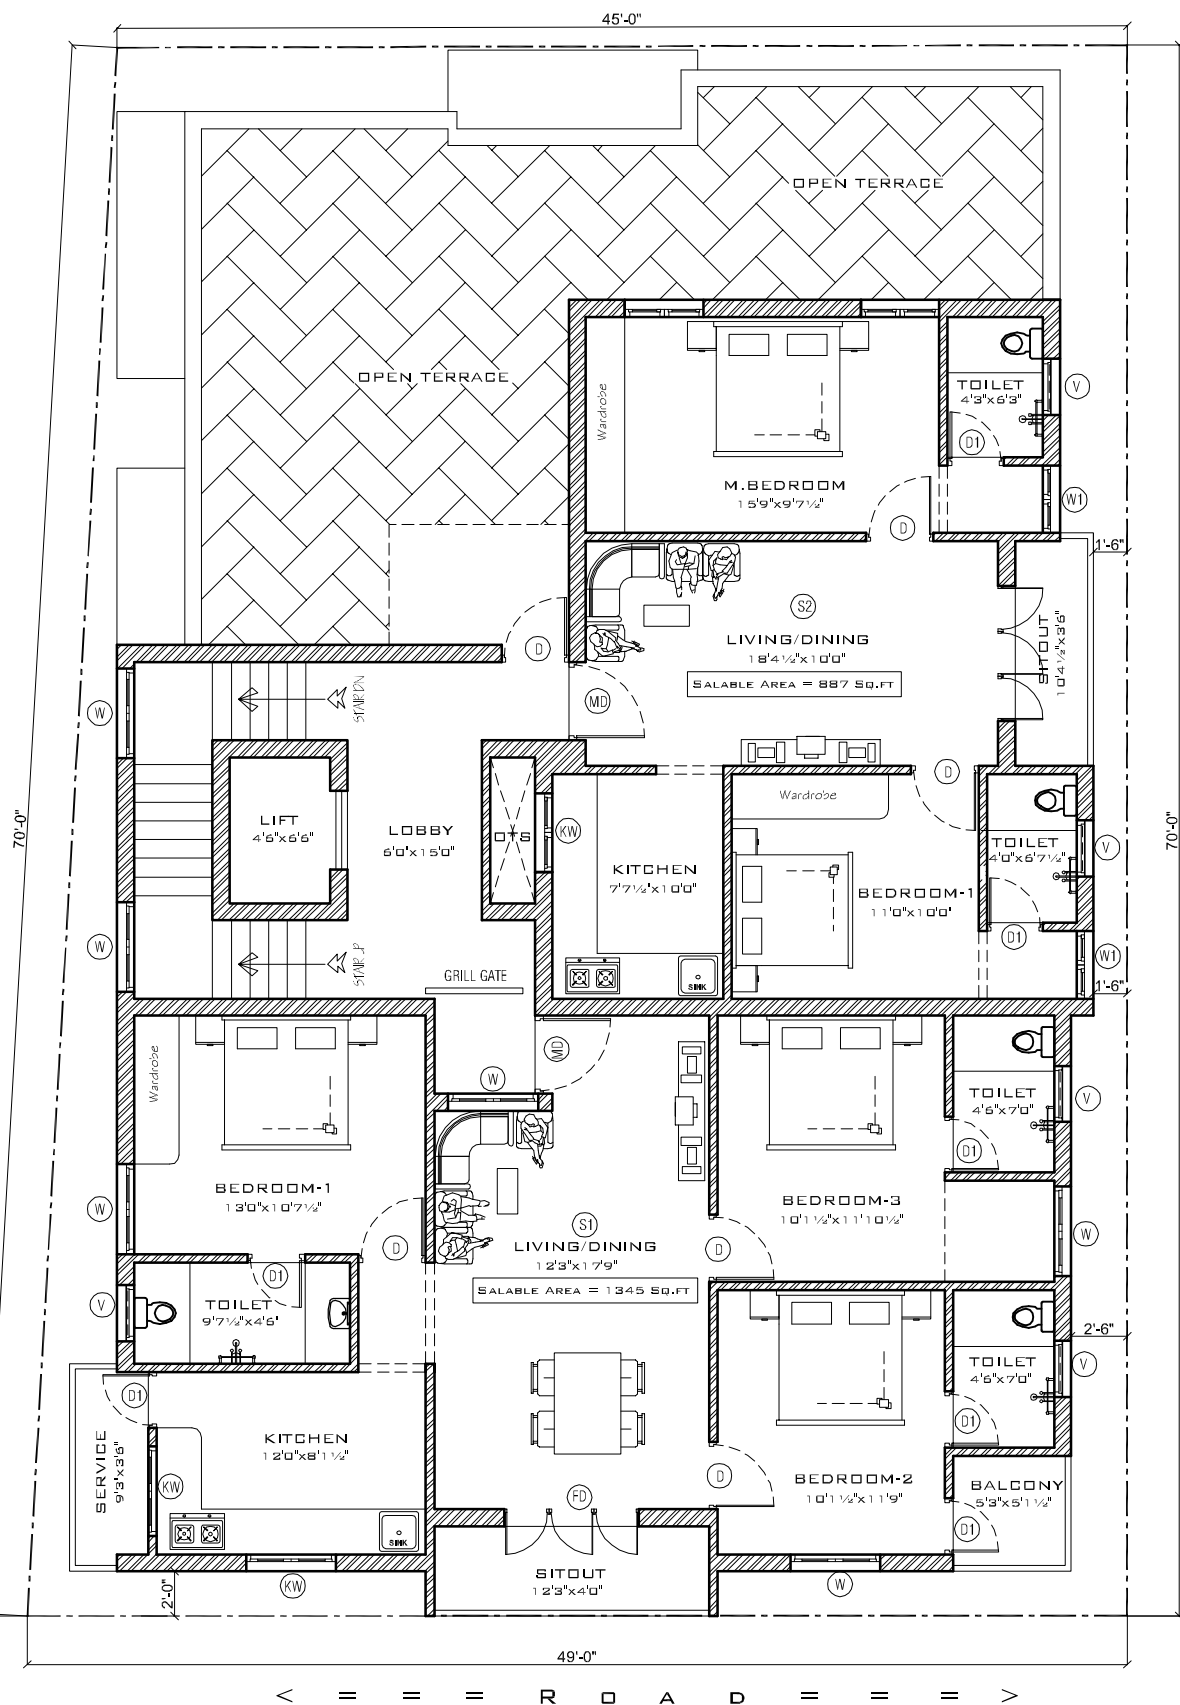 45'-0"
OPEN TERRACE
OPEN TERRACE
Wardrobe
TOILET
4'3"x6'3"
V
D1
M.BEDROOM
15'9"x9'7½"
W1
D
1'-6"
S2
LIVING/DINING
18'4½"x10'0"
SALABLE AREA = 887 SQ.FT
SITOUT
10'4½"x3'6"
D
MD
STAIR DN
W
70'-0"
70'-0"
LIFT
4'6"x6'6"
LOBBY
6'0"x15'0"
OTS
KW
KITCHEN
7'7½"x10'0"
SINK
Wardrobe
D
BEDROOM-1
11'0"x10'0"
TOILET
4'0"x6'7½"
V
D1
W1
1'-6"
W
STAIR UP
GRILL GATE
MD
W
Wardrobe
BEDROOM-1
13'0"x10'7½"
W
D
D1
TOILET
9'7½"x4'6"
V
S1
LIVING/DINING
12'3"x17'9"
SALABLE AREA = 1345 SQ.FT
TOILET
4'6"x7'0"
V
D1
BEDROOM-3
10'1½"x11'10½"
W
D
2'-6"
TOILET
4'6"x7'0"
V
D1
D1
SERVICE
9'3"x3'6"
KW
KITCHEN
12'0"x8'1½"
SINK
KW
2'-0"
FD
SITOUT
12'3"x4'0"
D
BEDROOM-2
10'1½"x11'9"
BALCONY
5'3"x5'1½"
D1
W
49'-0"
< = = = ROAD = = = >